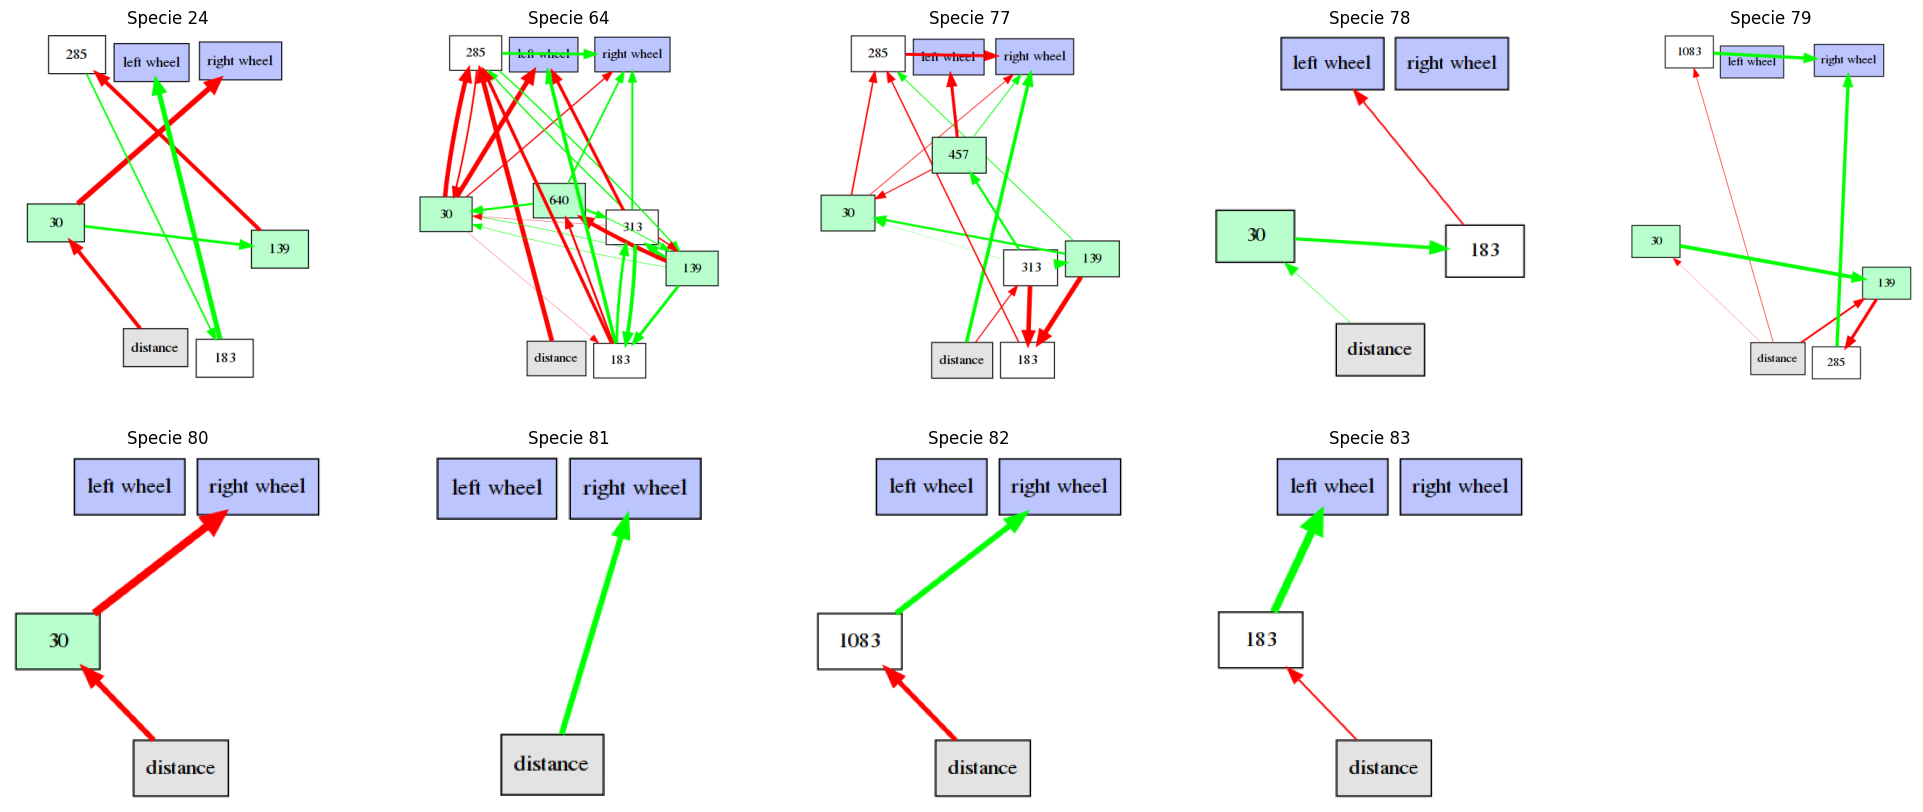 Specie 24
285
left wheel
right wheel
30
139
distance
183
Specie 64
285
left wheel
right wheel
30
640
313
139
distance
183
Specie 77
285
left wheel
right wheel
457
30
313
139
distance
183
Specie 78
left wheel
right wheel
30
183
distance
Specie 79
1083
left wheel
right wheel
30
139
distance
285
Specie 80
left wheel
right wheel
30
distance
Specie 81
left wheel
right wheel
distance
Specie 82
left wheel
right wheel
1083
distance
Specie 83
left wheel
right wheel
183
distance